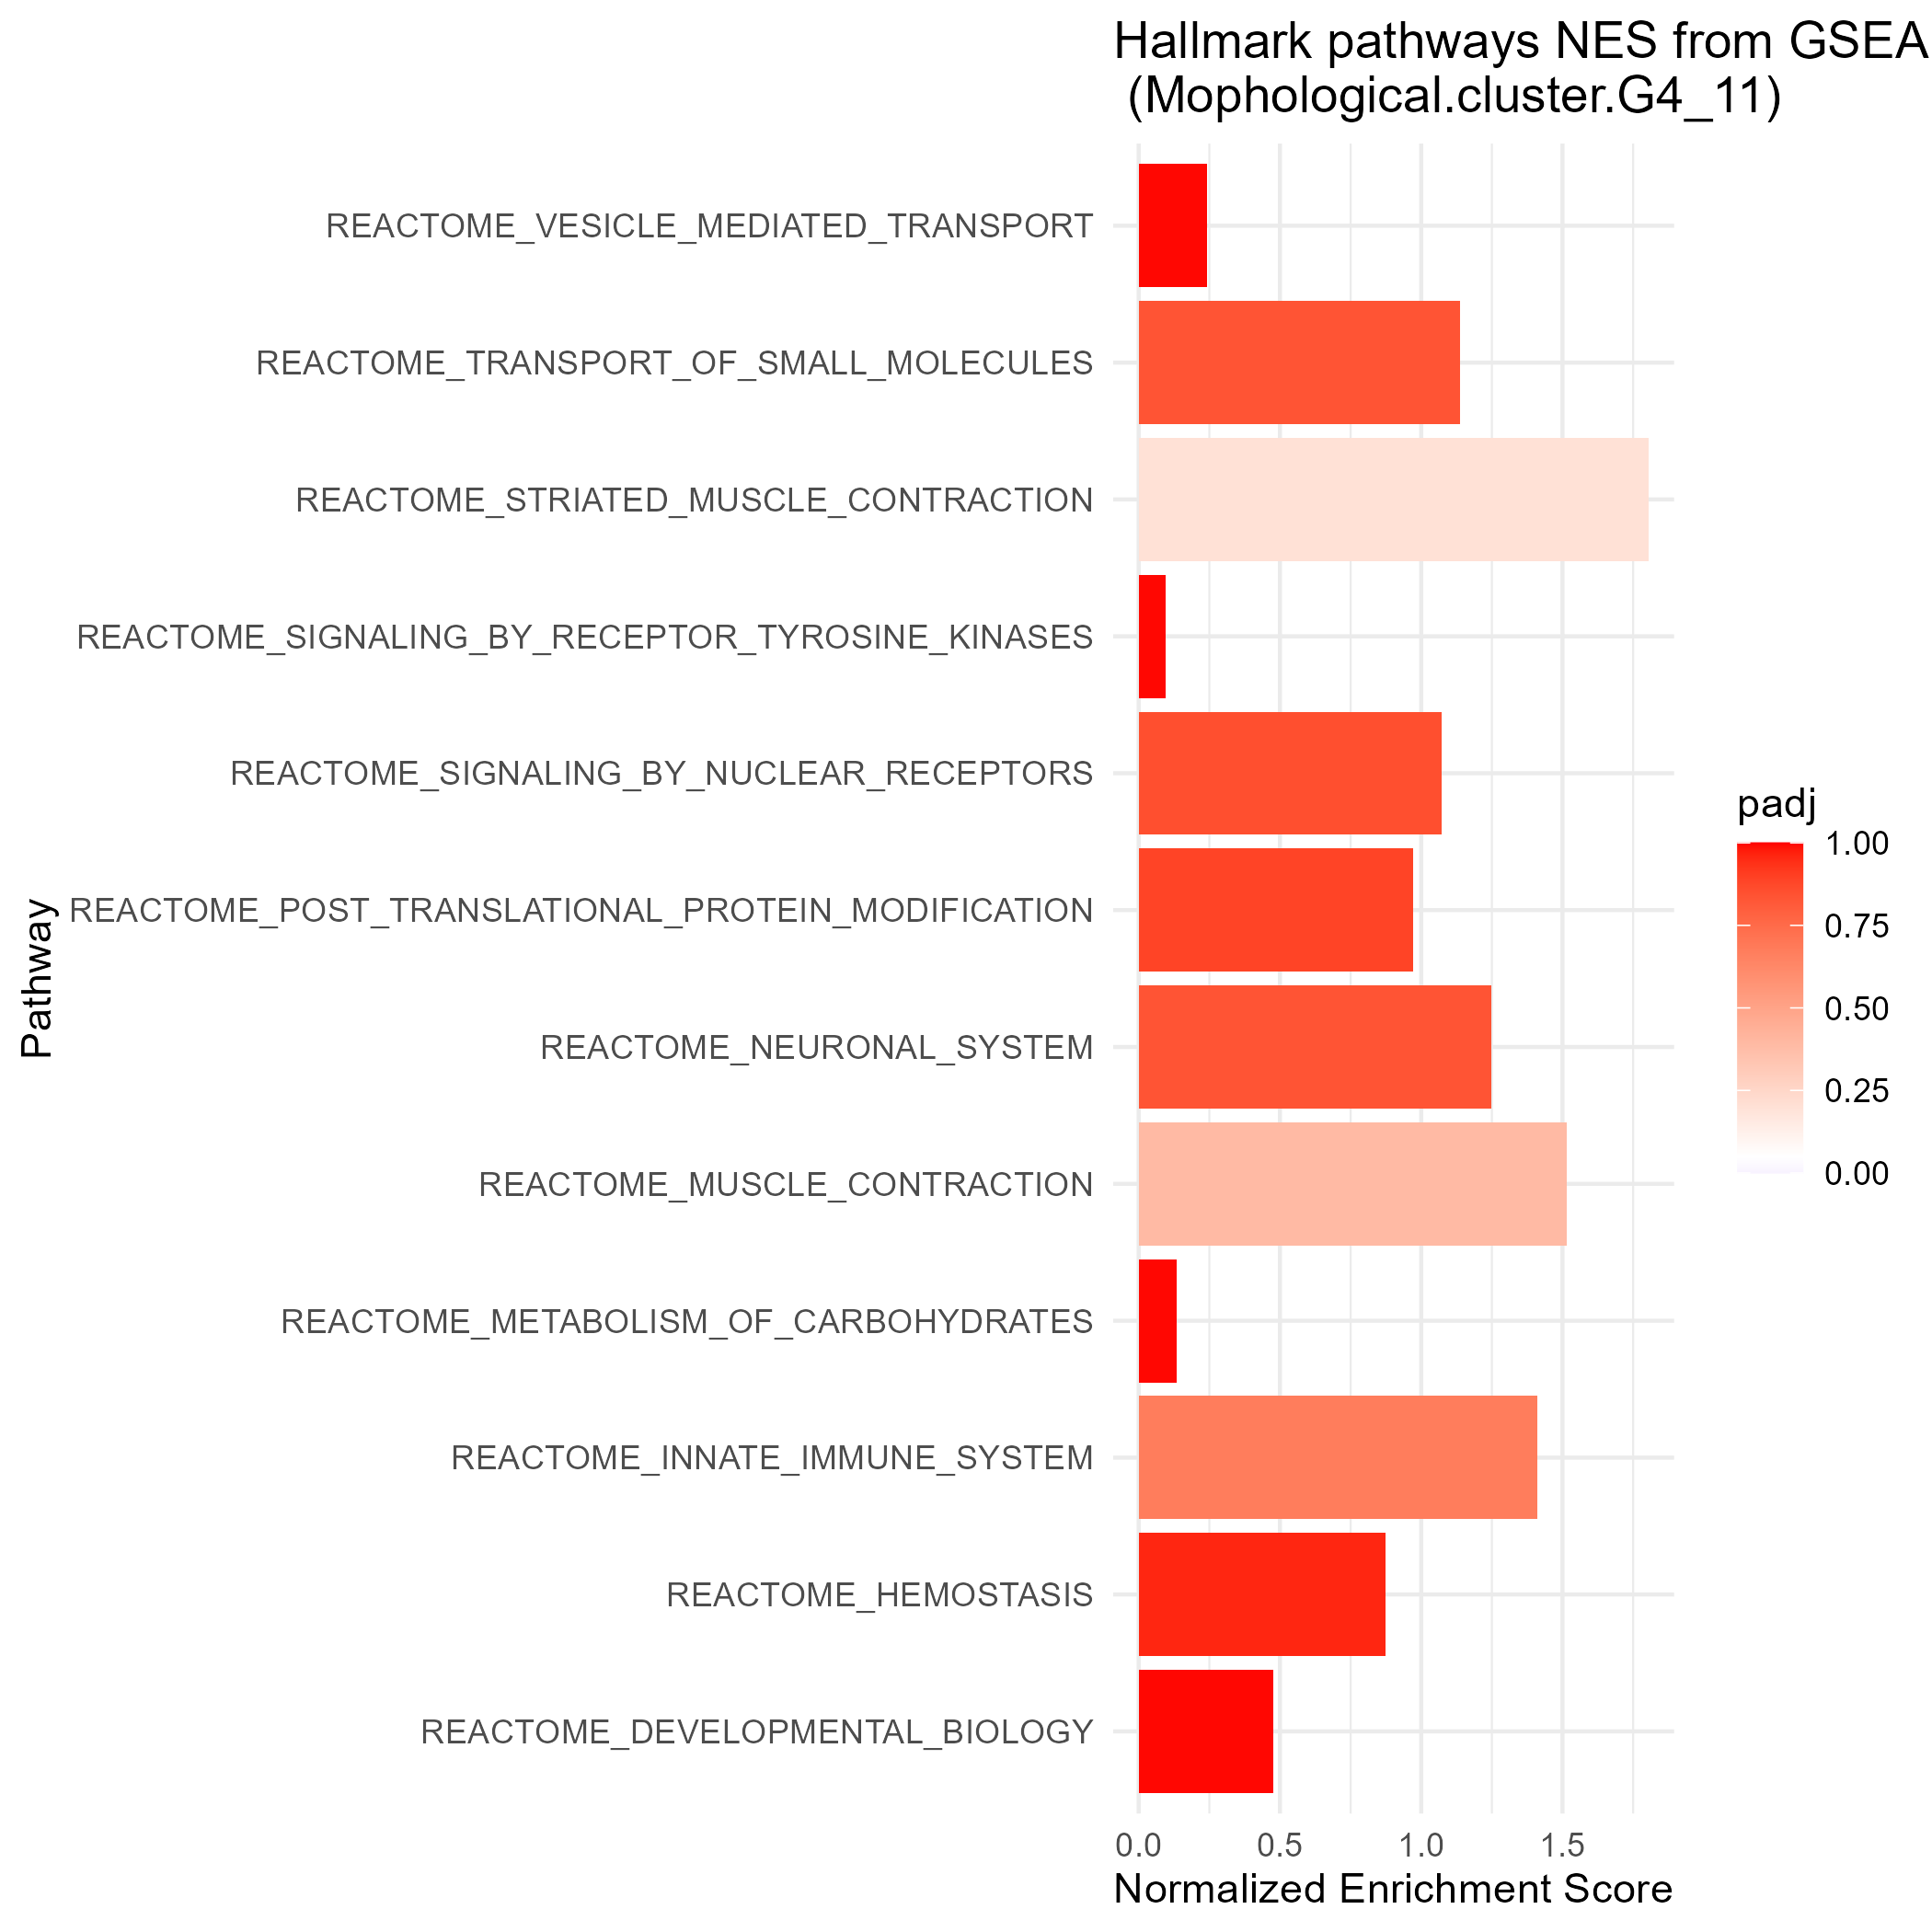 Hallmark pathways NES from GSEA
(Mophological.cluster.G4_11)
REACTOME_VESICLE_MEDIATED_TRANSPORT
REACTOME_TRANSPORT_OF_SMALL_MOLECULES
REACTOME_STRIATED_MUSCLE_CONTRACTION
REACTOME_SIGNALING_BY_RECEPTOR_TYROSINE_KINASES
REACTOME_SIGNALING_BY_NUCLEAR_RECEPTORS
REACTOME_POST_TRANSLATIONAL_PROTEIN_MODIFICATION
REACTOME_NEURONAL_SYSTEM
REACTOME_MUSCLE_CONTRACTION
REACTOME_METABOLISM_OF_CARBOHYDRATES
REACTOME_INNATE_IMMUNE_SYSTEM
REACTOME_HEMOSTASIS
REACTOME_DEVELOPMENTAL_BIOLOGY
Pathway
0.0 0.5 1.0 1.5
Normalized Enrichment Score
padj
1.00
0.75
0.50
0.25
0.00